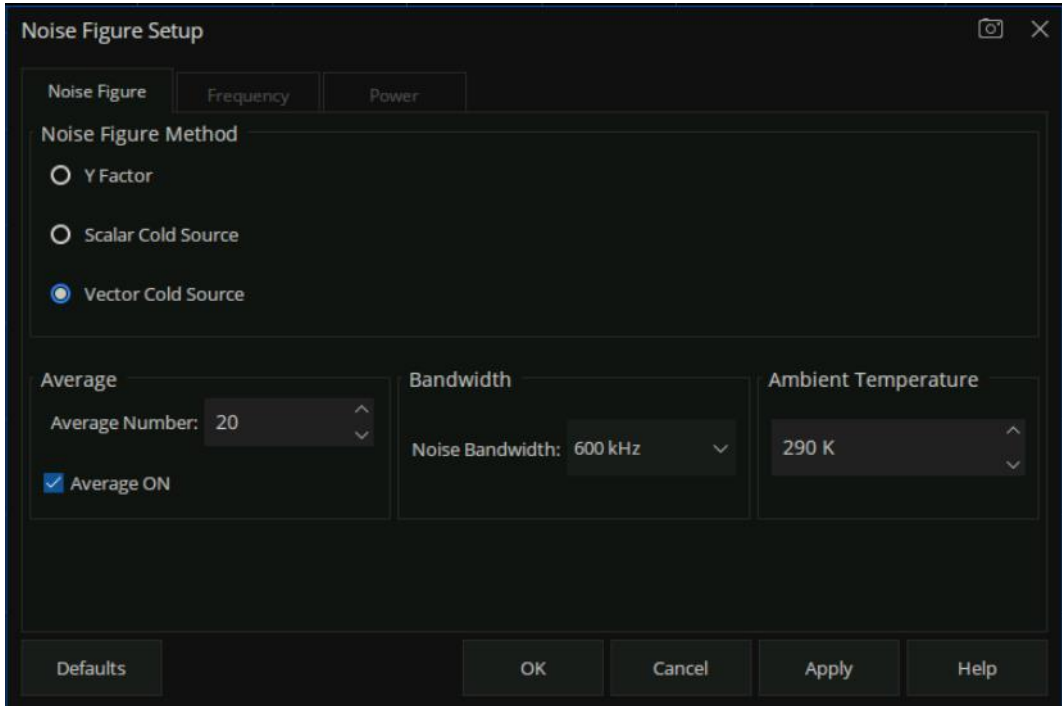 Noise Figure Setup
Noise Figure
Frequency
Power
Noise Figure Method
Y Factor
Scalar Cold Source
Vector Cold Source
Average
Average Number: 20
Average ON
Bandwidth
Noise Bandwidth: 600 kHz
Ambient Temperature
290 K
Defaults
OK
Cancel
Apply
Help